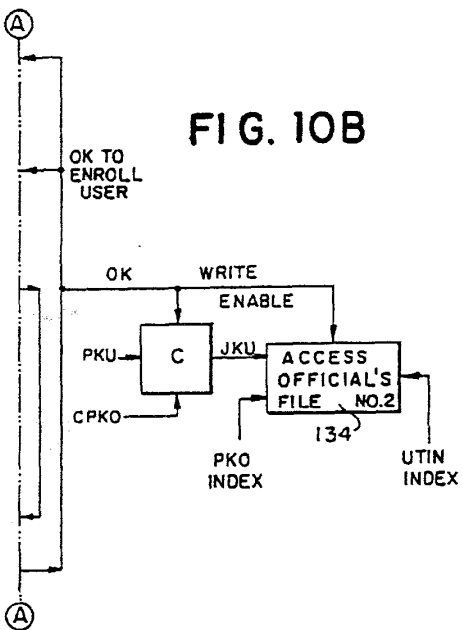 A
FIG. 10B
OK TO
ENROLL
USER
OK
WRITE
ENABLE
PKU
C
JKU
CPKO
ACCESS
OFFICIAL'S
FILE NO.2
134
PKO
INDEX
UTIN
INDEX
A